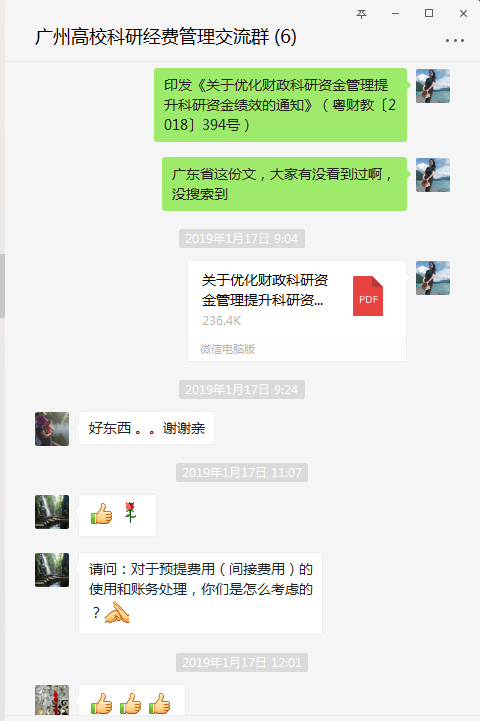 广州高校科研经费管理交流群 (6)
印发《关于优化财政科研资金管理提
升科研资金绩效的通知》（粤财教〔2
018〕394号）
广东省这份文，大家有没看到过啊，
没搜索到
2019年1月17日 9:04
关于优化财政科研资
金管理提升科研资...
PDF
236.4K
微信电脑版
2019年1月17日 9:24
好东西。。谢谢亲
2019年1月17日 11:07
请问：对于预提费用（间接费用）的
使用和账务处理，你们是怎么考虑的
？
2019年1月17日 12:01